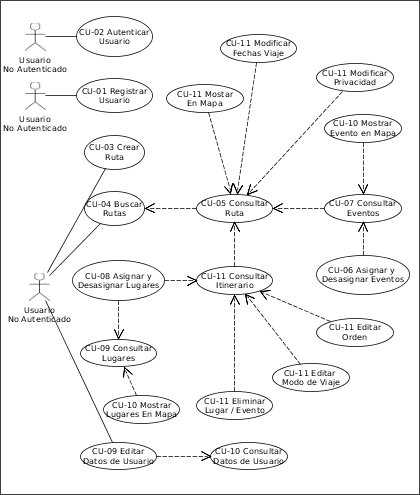 CU-02 Autenticar
Usuario
Usuario
No Autenticado
CU-11 Modificar
Fechas Viaje
CU-11 Modificar
Privacidad
CU-01 Registrar
Usuario
Usuario
No Autenticado
CU-11 Mostar
En Mapa
CU-10 Mostrar
Evento en Mapa
CU-03 Crear
Ruta
CU-04 Buscar
Rutas
CU-05 Consultar
Ruta
CU-07 Consultar
Eventos
CU-08 Asignar y
Desasignar Lugares
CU-11 Consultar
Itinerario
CU-06 Asignar y
Desasignar Eventos
Usuario
No Autenticado
CU-11 Editar
Orden
CU-09 Consultar
Lugares
CU-11 Editar
Modo de Viaje
CU-10 Mostrar
Lugares En Mapa
CU-11 Eliminar
Lugar / Evento
CU-09 Editar
Datos de Usuario
CU-10 Consultar
Datos de Usuario